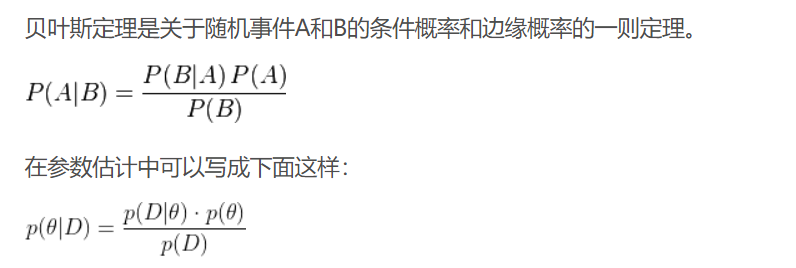 贝叶斯定理是关于随机事件A和B的条件概率和边缘概率的一则定理。
P(A|B) = P(B|A) P(A) / P(B)
在参数估计中可以写成下面这样：
p(θ|D) = p(D|θ) · p(θ) / p(D)